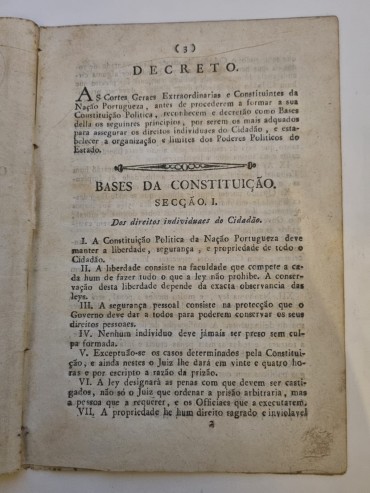 (3)
DECRETO.
AS Cortes Geraes Extraordinarias e Constituintes da
Nação Portugueza, antes de procederem a formar a sua
Constituição Politica, reconhecem e decretão como Bases
della os seguintes principios, por serem os mais adquados
para assegurar os direitos individuaes do Cidadão, e esta-
belecer a organização e limites dos Poderes Politicos do
Estado.
BASES DA CONSTITUIÇÃO.
SECÇÃO. I.
Dos direitos individuaes do Cidadão.
I. A Constituição Politica da Nação Portugueza deve
manter a liberdade, segurança, e propriedade de todo o
Cidadão.
II. A liberdade consiste na faculdade que compete a ca-
da hum de fazer tudo o que a ley não prohibe. A conser-
vação desta liberdade depende da exacta observancia das
leys.
III. A segurança pessoal consiste na protecção que o
Governo deve dar a todos para poderem conservar os seus
direitos pessoaes.
IV. Nenhum individuo deve jámais ser preso sem cul-
pa formada.
V. Exceptuão-se os casos determinados pela Constitui-
ção, e ainda nestes o Juiz lhe dará em vinte e quatro ho-
ras e por escripto a razão da prizão.
VI. A ley designará as penas com que devem ser casti-
gados, não só o Juiz que ordenar a prisão arbitraria, mas
a pessoa que a requerer, e os Officiaes que a executarem.
VII, A propriedade he hum direito sagrado e inviolavel
2